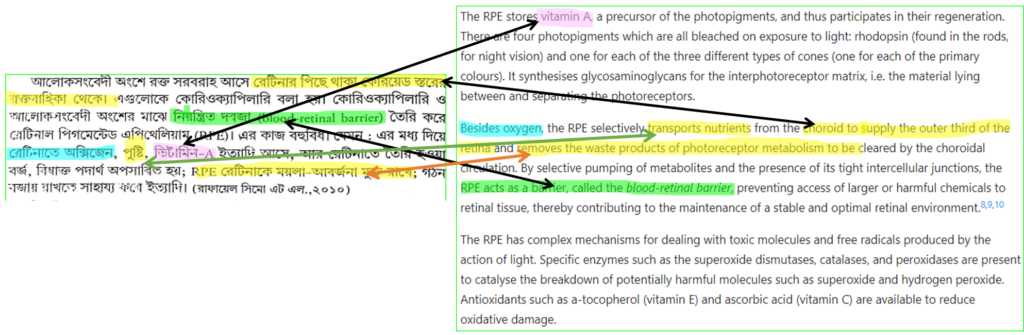 আলোকসংবেদী অংশে রক্ত সরবরাহ আসে রেটিনার পিছে থাকা কোরয়েড স্তরের
রক্তবাহিকা থেকে। এগুলোকে কোরিওক্যাপিলারি বলা হয়। কোরিওক্যাপিলারি ও
আলোকসংবেদী অংশের মাঝে নিয়ন্ত্রিত দরজা (blood-retinal barrier) তৈরি করে
রেটিনাল পিগমেন্টেড এপিথেলিয়াম (RPE)। এর কাজ বহুবিধ। যেমন : এর মধ্য দিয়ে
রেটিনাতে অক্সিজেন, পুষ্টি, ভিটামিন-A ইত্যাদি আসে, আর রেটিনাতে তৈরি হওয়া
বর্জ, বিষাক্ত পদার্থ অপসারিত হয়; RPE রেটিনাকে ময়লা-আবর্জনা মুক্ত রাখে; গঠন
বজায় রাখতে সাহায্য করে ইত্যাদি। (রাফায়েল সিমো এট এল.,২০১০)
The RPE stores vitamin A, a precursor of the photopigments, and thus participates in their regeneration.
There are four photopigments which are all bleached on exposure to light: rhodopsin (found in the rods,
for night vision) and one for each of the three different types of cones (one for each of the primary
colours). It synthesises glycosaminoglycans for the interphotoreceptor matrix, i.e. the material lying
between and separating the photoreceptors.
Besides oxygen, the RPE selectively transports nutrients from the choroid to supply the outer third of the
retina and removes the waste products of photoreceptor metabolism to be cleared by the choroidal
circulation. By selective pumping of metabolites and the presence of its tight intercellular junctions, the
RPE acts as a barrier, called the blood-retinal barrier, preventing access of larger or harmful chemicals to
retinal tissue, thereby contributing to the maintenance of a stable and optimal retinal environment.8,9,10
The RPE has complex mechanisms for dealing with toxic molecules and free radicals produced by the
action of light. Specific enzymes such as the superoxide dismutases, catalases, and peroxidases are present
to catalyse the breakdown of potentially harmful molecules such as superoxide and hydrogen peroxide.
Antioxidants such as a-tocopherol (vitamin E) and ascorbic acid (vitamin C) are available to reduce
oxidative damage.